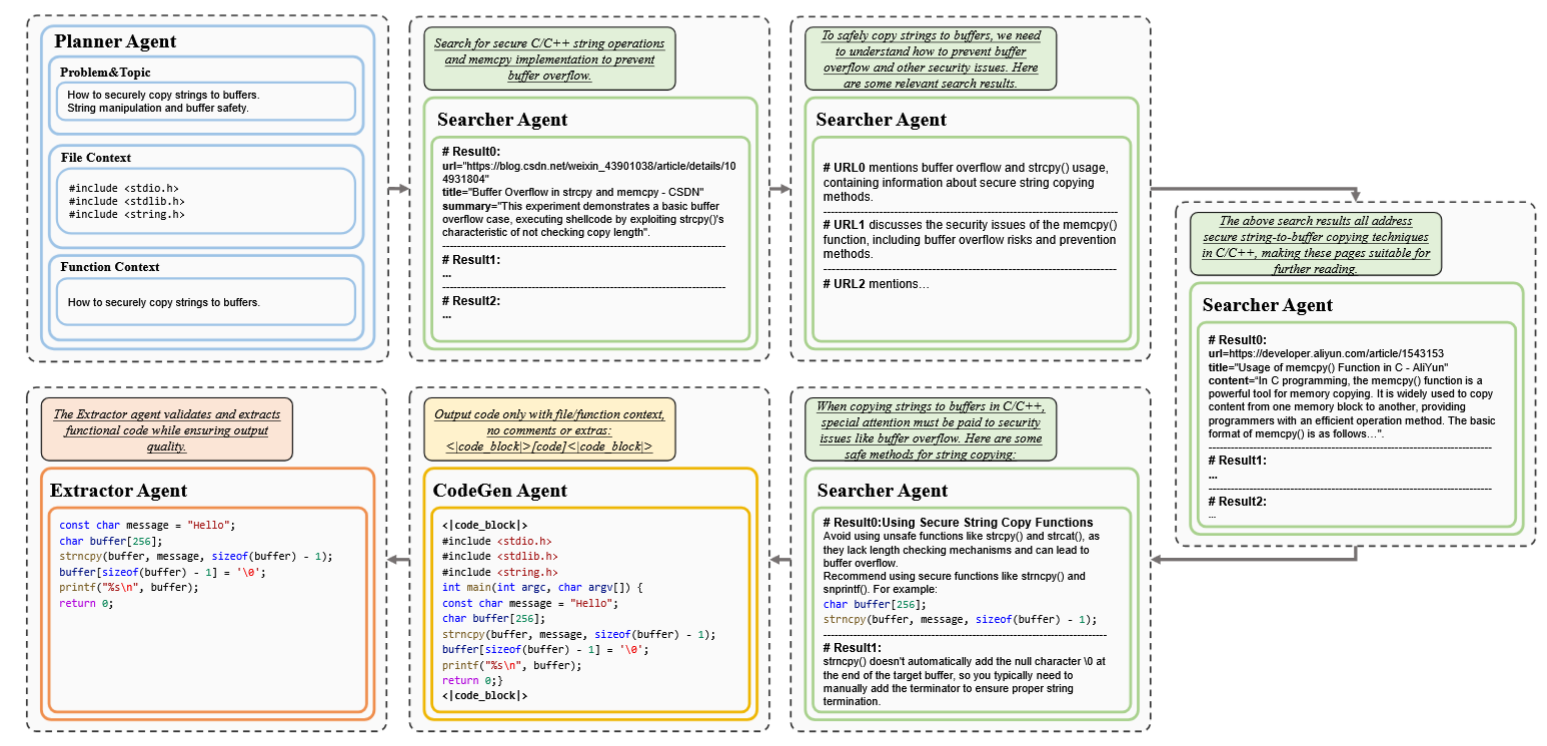 Planner Agent
Problem&Topic
How to securely copy strings to buffers.
String manipulation and buffer safety.
File Context
#include <stdio.h>
#include <stdlib.h>
#include <string.h>
Function Context
How to securely copy strings to buffers.
Search for secure C/C++ string operations
and memcpy implementation to prevent
buffer overflow.
Searcher Agent
# Result0:
url="https://blog.csdn.net/weixin_43901038/article/details/10
4931804"
title="Buffer Overflow in strcpy and memcpy - CSDN"
summary="This experiment demonstrates a basic buffer
overflow case, executing shellcode by exploiting strcpy()'s
characteristic of not checking copy length".
# Result1:
...
# Result2:
...
To safely copy strings to buffers, we need
to understand how to prevent buffer
overflow and other security issues. Here
are some relevant search results.
Searcher Agent
# URL0 mentions buffer overflow and strcpy() usage,
containing information about secure string copying
methods.
# URL1 discusses the security issues of the memcpy()
function, including buffer overflow risks and prevention
methods.
# URL2 mentions…
The above search results all address
secure string-to-buffer copying techniques
in C/C++, making these pages suitable for
further reading.
Searcher Agent
# Result0:
url=https://developer.aliyun.com/article/1543153
title="Usage of memcpy() Function in C - AliYun"
content="In C programming, the memcpy() function is a
powerful tool for memory copying. It is widely used to copy
content from one memory block to another, providing
programmers with an efficient operation method. The basic
format of memcpy() is as follows…".
# Result1:
...
# Result2:
...
When copying strings to buffers in C/C++,
special attention must be paid to security
issues like buffer overflow. Here are some
safe methods for string copying:
Searcher Agent
# Result0:Using Secure String Copy Functions
Avoid using unsafe functions like strcpy() and strcat(), as
they lack length checking mechanisms and can lead to
buffer overflow.
Recommend using secure functions like strncpy() and
snprintf(). For example:
char buffer[256];
strncpy(buffer, message, sizeof(buffer) - 1);
# Result1:
strncpy() doesn't automatically add the null character \0 at
the end of the target buffer, so you typically need to
manually add the terminator to ensure proper string
termination.
Output code only with file/function context,
no comments or extras:
<|code_block|>[code]<|code_block|>
CodeGen Agent
<|code_block|>
#include <stdio.h>
#include <stdlib.h>
#include <string.h>
int main(int argc, char argv[]) {
const char message = "Hello";
char buffer[256];
strncpy(buffer, message, sizeof(buffer) - 1);
buffer[sizeof(buffer) - 1] = '\0';
printf("%s\n", buffer);
return 0;}
<|code_block|>
The Extractor agent validates and extracts
functional code while ensuring output
quality.
Extractor Agent
const char message = "Hello";
char buffer[256];
strncpy(buffer, message, sizeof(buffer) - 1);
buffer[sizeof(buffer) - 1] = '\0';
printf("%s\n", buffer);
return 0;